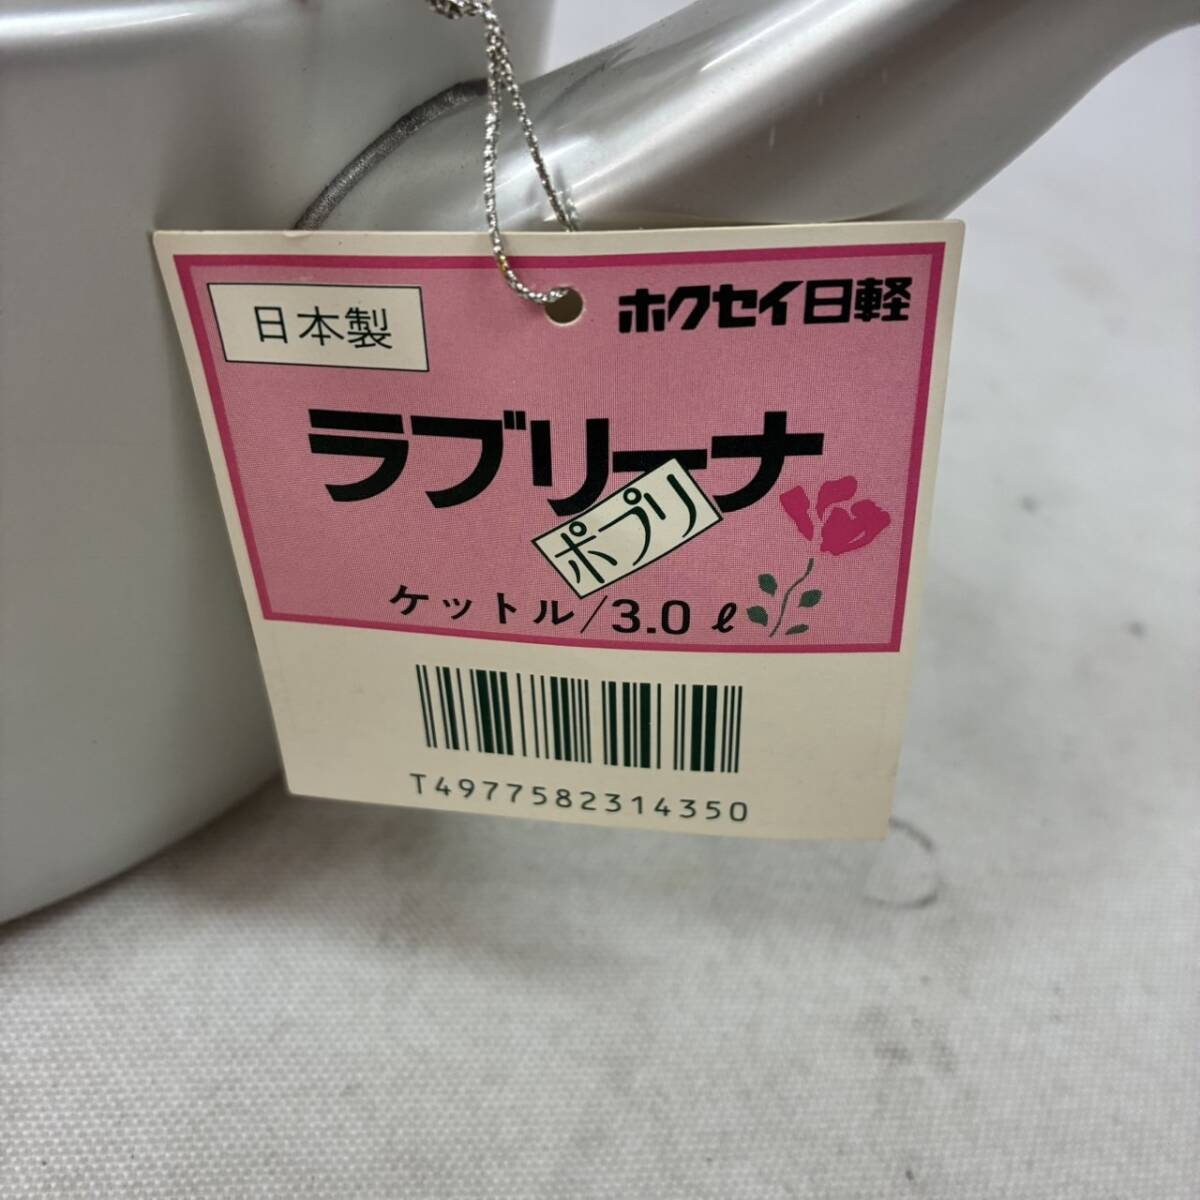 日本製
ホクセイ日軽
ラブリーナ
ポプリ
ケットル/3.0ℓ
T4977582314350